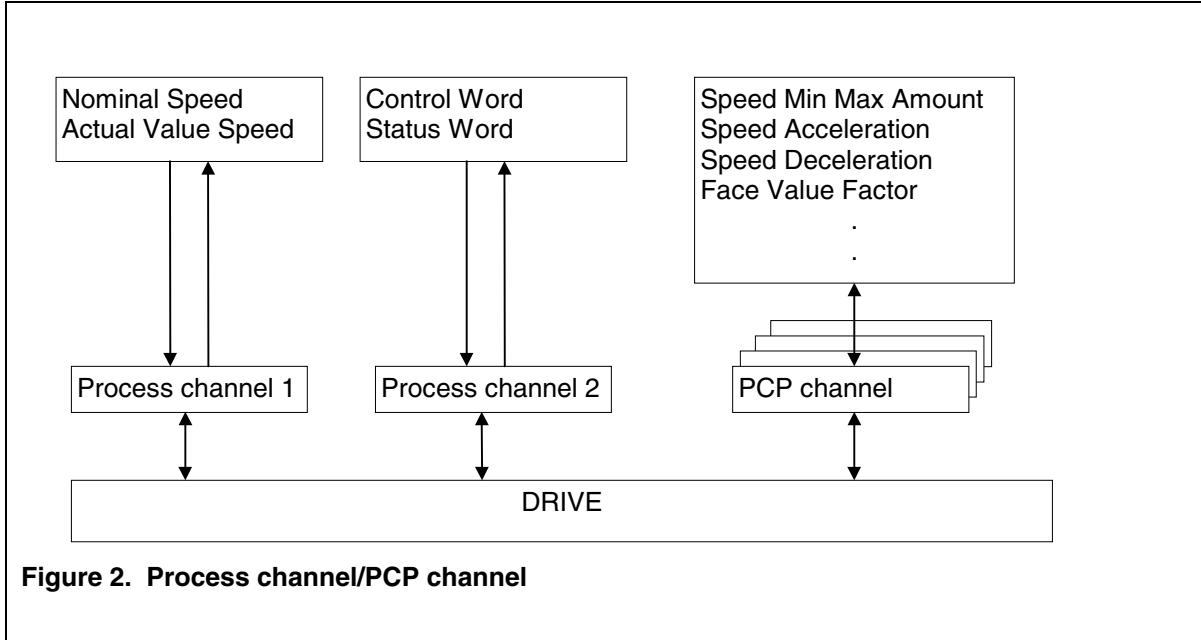 Nominal Speed
Actual Value Speed
Control Word
Status Word
Speed Min Max Amount
Speed Acceleration
Speed Deceleration
Face Value Factor
.
.
Process channel 1
Process channel 2
PCP channel
DRIVE
Figure 2. Process channel/PCP channel